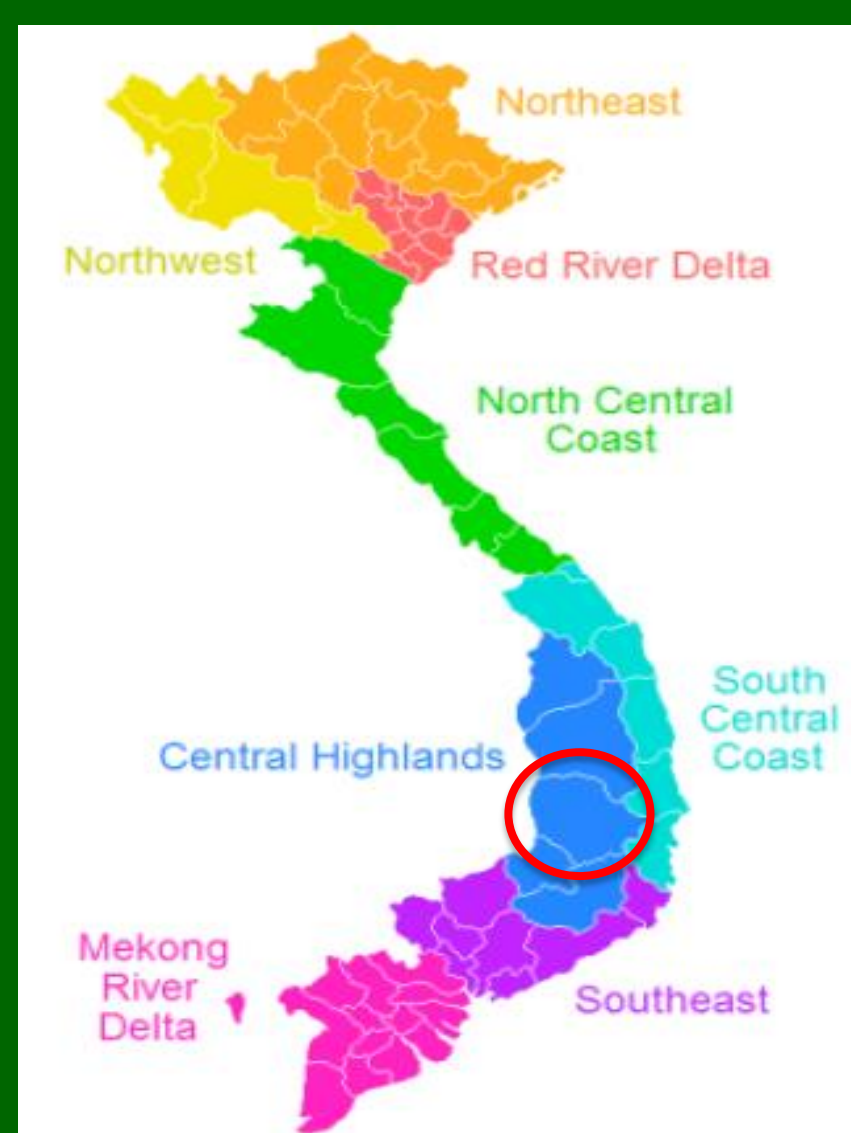 Northeast
Northwest
Red River Delta
North Central
Coast
South
Central
Coast
Central Highlands
Mekong
River
Delta
Southeast